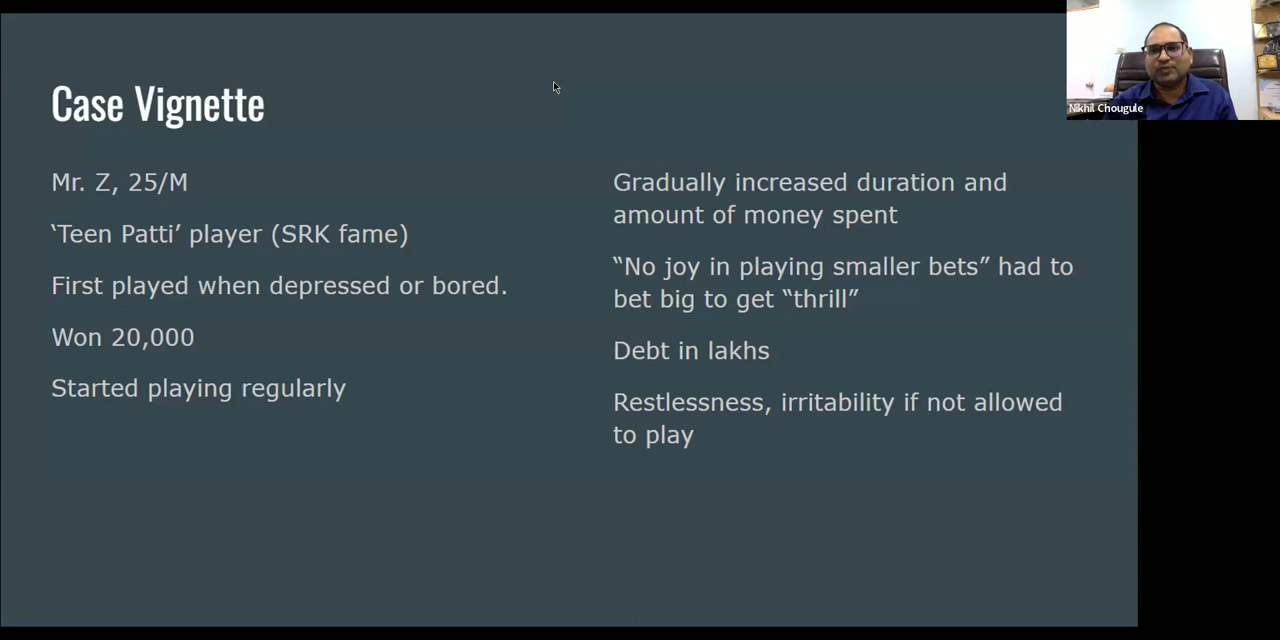 Case Vignette
Mr. Z, 25/M
‘Teen Patti’ player (SRK fame)
First played when depressed or bored.
Won 20,000
Started playing regularly
Gradually increased duration and
amount of money spent
“No joy in playing smaller bets” had to
bet big to get “thrill”
Debt in lakhs
Restlessness, irritability if not allowed
to play
Nikhil Chougule